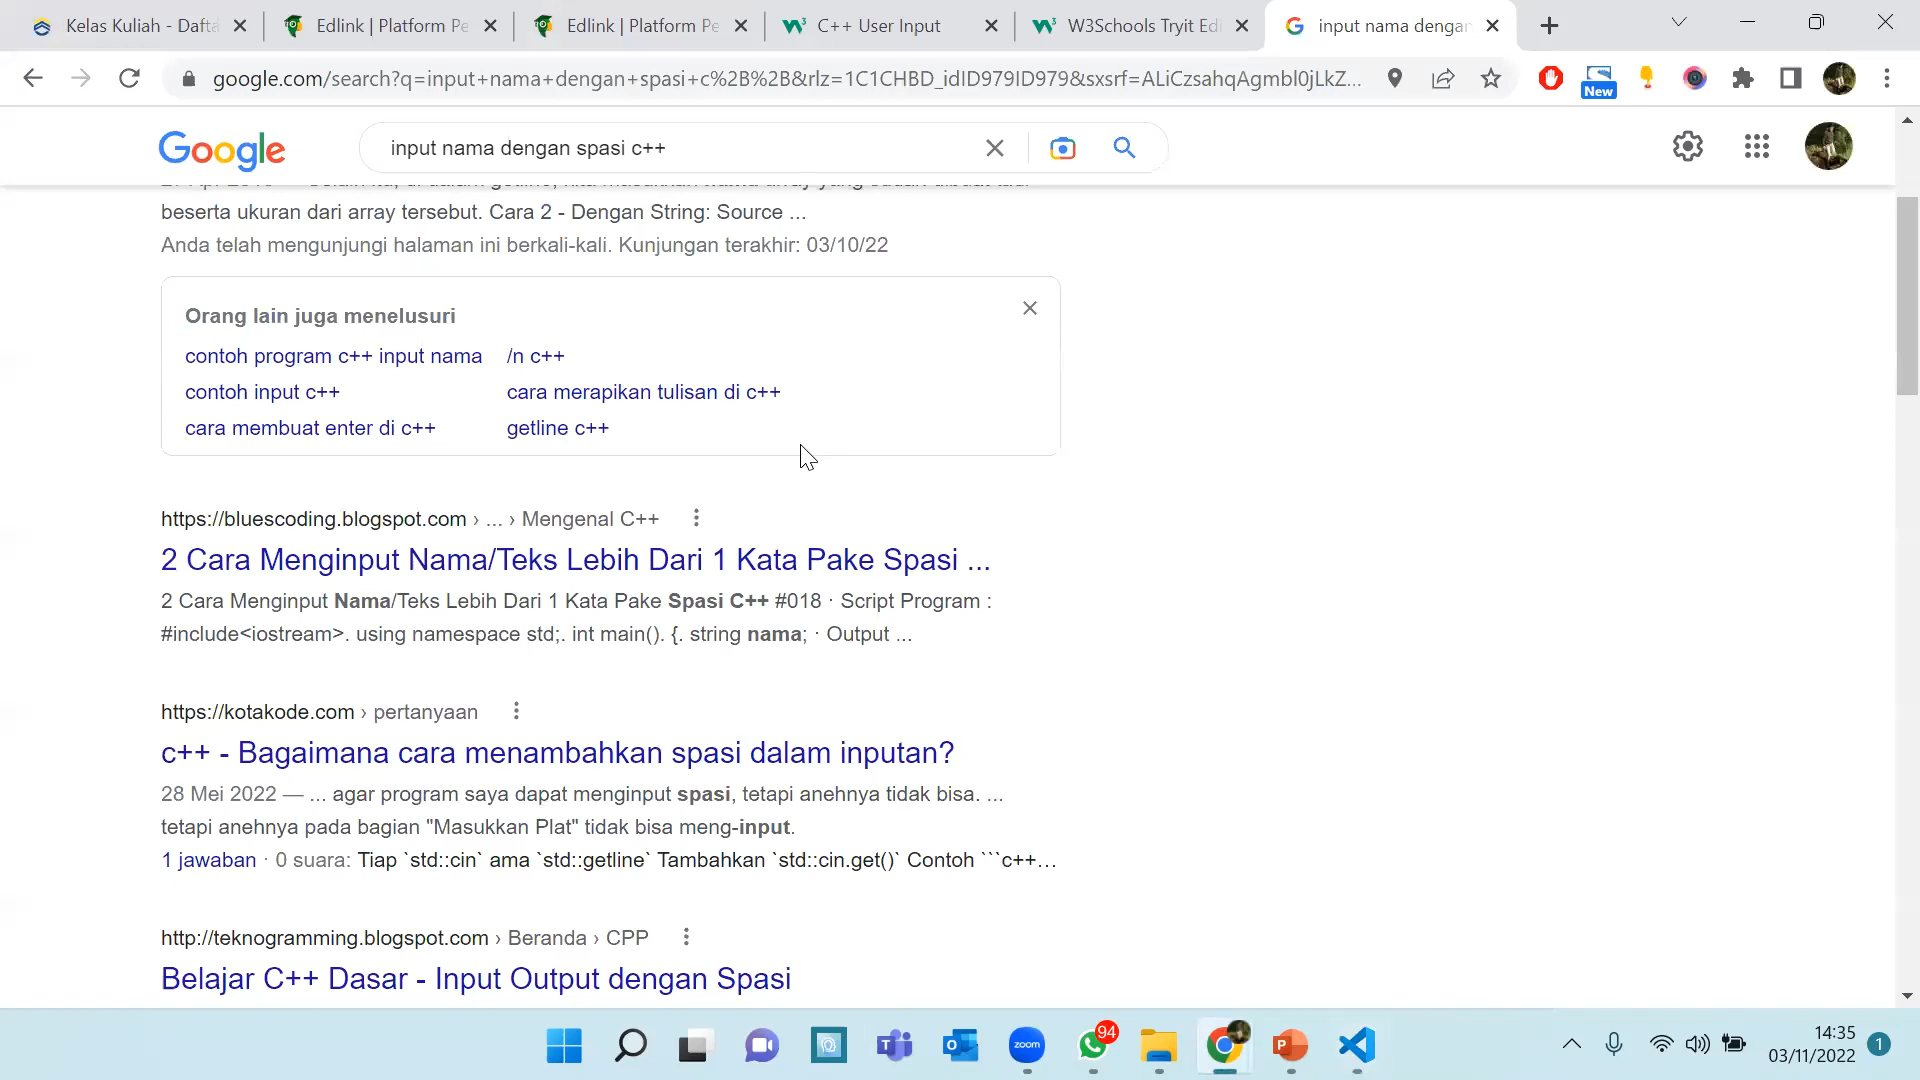 Kelas Kuliah - Dafta
Edlink | Platform Pe
Edlink | Platform Pe
C++ User Input
W3Schools Tryit Edi
input nama dengan
google.com/search?q=input+nama+dengan+spasi+c%2B%2B&rlz=1C1CHBD_idID979ID979&sxsrf=ALiCzsahqAgmbl0jLkZ...
New
Google
input nama dengan spasi c++
beserta ukuran dari array tersebut. Cara 2 - Dengan String: Source ...
Anda telah mengunjungi halaman ini berkali-kali. Kunjungan terakhir: 03/10/22
Orang lain juga menelusuri
contoh program c++ input nama
/n c++
contoh input c++
cara merapikan tulisan di c++
cara membuat enter di c++
getline c++
https://bluescoding.blogspot.com › ... › Mengenal C++
2 Cara Menginput Nama/Teks Lebih Dari 1 Kata Pake Spasi ...
2 Cara Menginput Nama/Teks Lebih Dari 1 Kata Pake Spasi C++ #018 · Script Program :
#include<iostream>. using namespace std;. int main(). {. string nama; · Output ...
https://kotakode.com › pertanyaan
c++ - Bagaimana cara menambahkan spasi dalam inputan?
28 Mei 2022 — ... agar program saya dapat menginput spasi, tetapi anehnya tidak bisa. ...
tetapi anehnya pada bagian "Masukkan Plat" tidak bisa meng-input.
1 jawaban · 0 suara: Tiap `std::cin` ama `std::getline` Tambahkan `std::cin.get()` Contoh ```c++...
http://teknogramming.blogspot.com › Beranda › CPP
Belajar C++ Dasar - Input Output dengan Spasi
zoom
94
14:35
03/11/2022
1